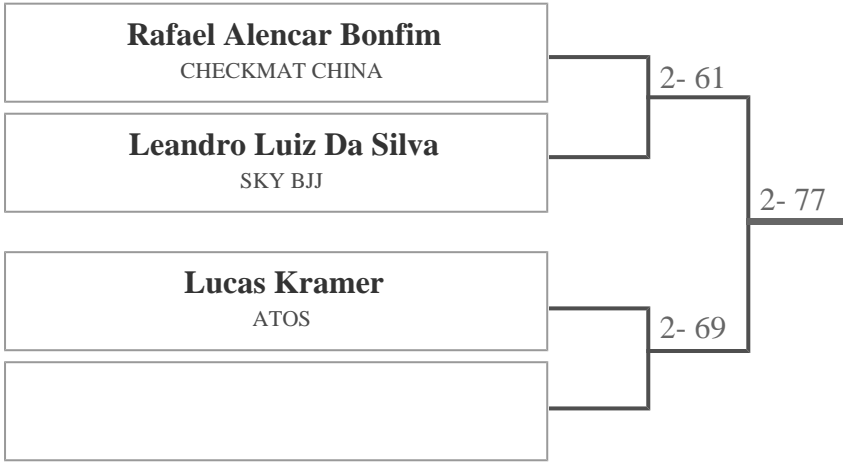 Rafael Alencar Bonfim
CHECKMAT CHINA
2- 61
Leandro Luiz Da Silva
SKY BJJ
2- 77
Lucas Kramer
ATOS
2- 69